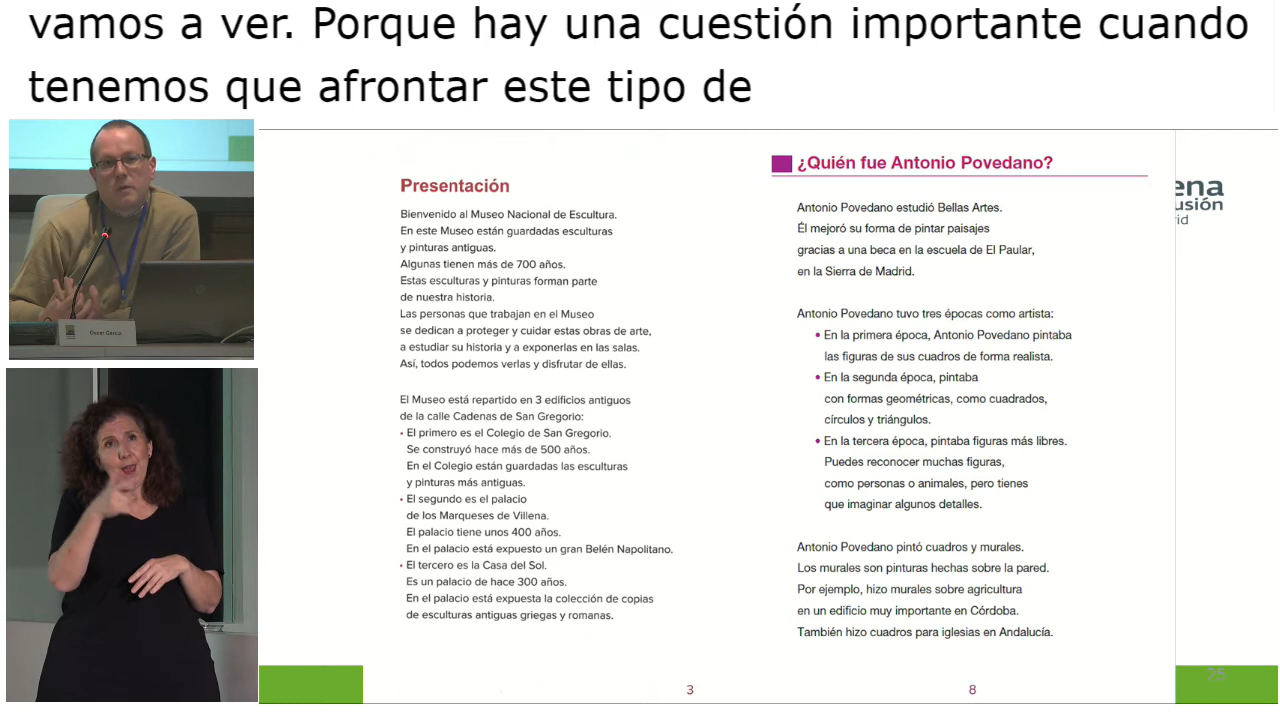 vamos a ver. Porque hay una cuestión importante cuando
tenemos que afrontar este tipo de
Oscar García
Presentación
Bienvenido al Museo Nacional de Escultura.
En este Museo están guardadas esculturas
y pinturas antiguas.
Algunas tienen más de 700 años.
Estas esculturas y pinturas forman parte
de nuestra historia.
Las personas que trabajan en el Museo
se dedican a proteger y cuidar estas obras de arte,
a estudiar su historia y a exponerlas en las salas.
Así, todos podemos verlas y disfrutar de ellas.
El Museo está repartido en 3 edificios antiguos
de la calle Cadenas de San Gregorio:
• El primero es el Colegio de San Gregorio.
Se construyó hace más de 500 años.
En el Colegio están guardadas las esculturas
y pinturas más antiguas.
• El segundo es el palacio
de los Marqueses de Villena.
El palacio tiene unos 400 años.
En el palacio está expuesto un gran Belén Napolitano.
• El tercero es la Casa del Sol.
Es un palacio de hace 300 años.
En el palacio está expuesta la colección de copias
de esculturas antiguas griegas y romanas.
3
¿Quién fue Antonio Povedano?
Antonio Povedano estudió Bellas Artes.
Él mejoró su forma de pintar paisajes
gracias a una beca en la escuela de El Paular,
en la Sierra de Madrid.
Antonio Povedano tuvo tres épocas como artista:
• En la primera época, Antonio Povedano pintaba
las figuras de sus cuadros de forma realista.
• En la segunda época, pintaba
con formas geométricas, como cuadrados,
círculos y triángulos.
• En la tercera época, pintaba figuras más libres.
Puedes reconocer muchas figuras,
como personas o animales, pero tienes
que imaginar algunos detalles.
Antonio Povedano pintó cuadros y murales.
Los murales son pinturas hechas sobre la pared.
Por ejemplo, hizo murales sobre agricultura
en un edificio muy importante en Córdoba.
También hizo cuadros para iglesias en Andalucía.
8
ena
usión
rid
75